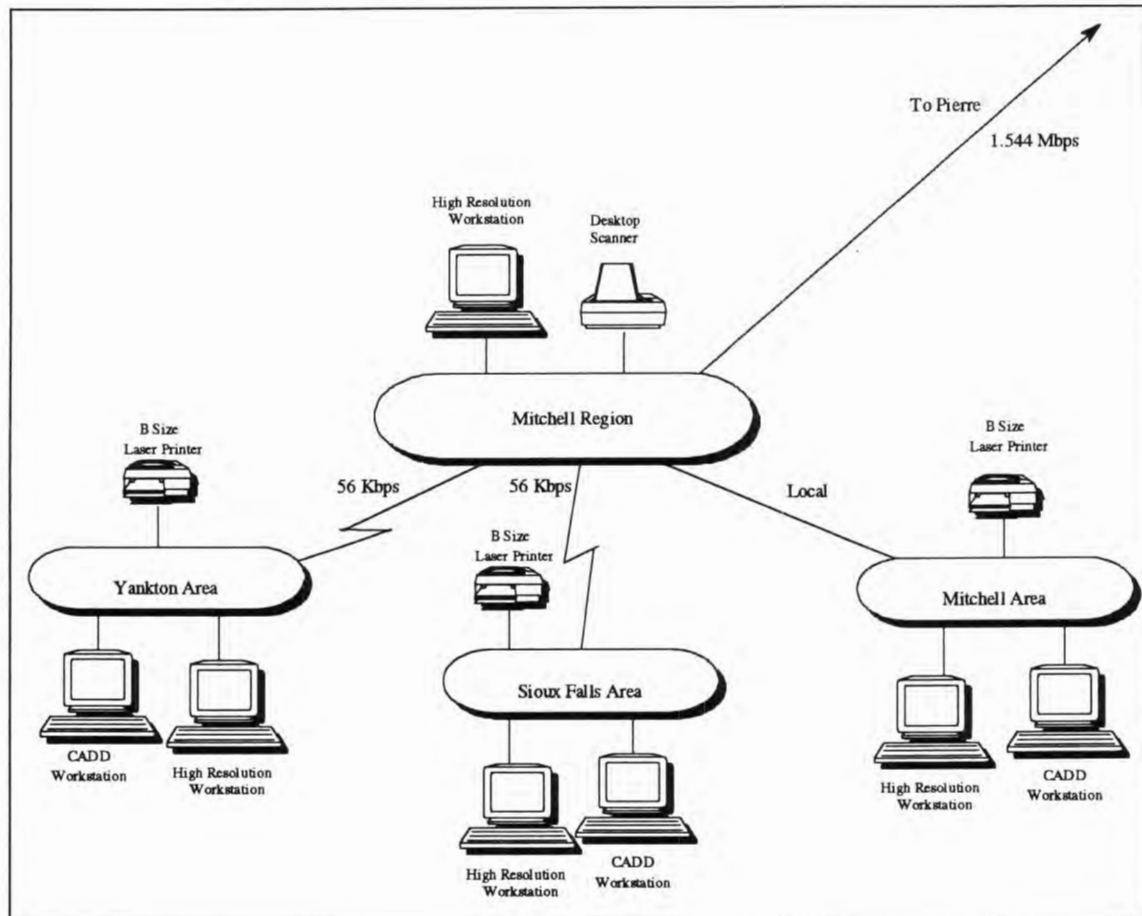 To Pierre
1.544 Mbps
High Resolution
Workstation
Desktop
Scanner
Mitchell Region
B Size
Laser Printer
56 Kbps
56 Kbps
Local
B Size
Laser Printer
B Size
Laser Printer
Yankton Area
Mitchell Area
Sioux Falls Area
CADD
Workstation
High Resolution
Workstation
High Resolution
Workstation
CADD
Workstation
High Resolution
Workstation
CADD
Workstation